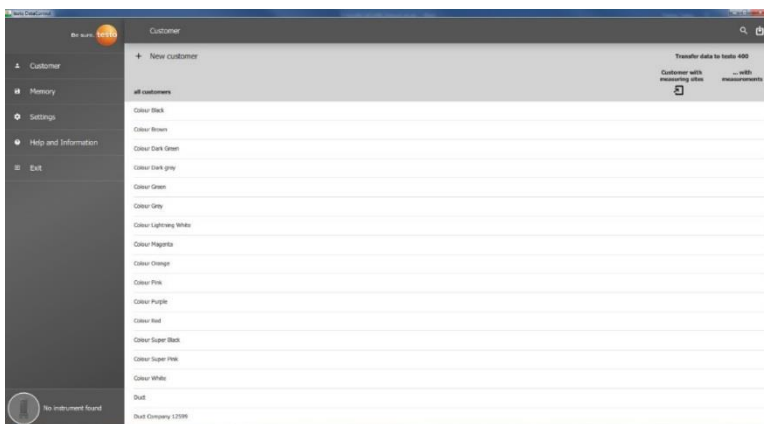 testo DataControl
Be sure. testo
Customer
Customer
Memory
Settings
Help and Information
Exit
No instrument found
+ New customer
Transfer data to testo 400
Customer with
measuring sites
... with
measurements
all customers
Colour Black
Colour Brown
Colour Dark Green
Colour Dark grey
Colour Green
Colour Grey
Colour Lightning White
Colour Magenta
Colour Orange
Colour Pink
Colour Purple
Colour Red
Colour Super Black
Colour Super Pink
Colour White
Dust
Dust Company 12599